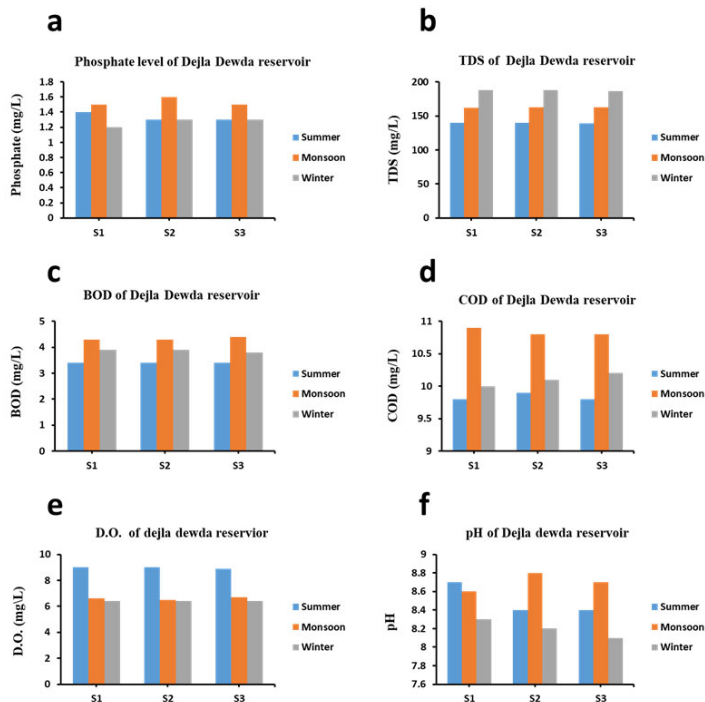 a
Phosphate level of Dejla Dewda reservoir
Phosphate (mg/L)
1.8
1.6
1.4
1.2
1
0.8
0.6
0.4
0.2
0
S1 S2 S3
Summer
Monsoon
Winter
b
TDS of Dejla Dewda reservoir
TDS (mg/L)
200
150
100
50
0
S1 S2 S3
Summer
Monsoon
Winter
c
BOD of Dejla Dewda reservoir
BOD (mg/L)
5
4
3
2
1
0
S1 S2 S3
Summer
Monsoon
Winter
d
COD of Dejla Dewda reservoir
COD (mg/L)
11
10.5
10
9.5
9
S1 S2 S3
Summer
Monsoon
Winter
e
D.O. of dejla dewda reservior
D.O. (mg\L)
10
8
6
4
2
0
S1 S2 S3
Summer
Monsoon
Winter
f
pH of Dejla dewda reservoir
pH
9
8.8
8.6
8.4
8.2
8
7.8
7.6
S1 S2 S3
Summer
Monsoon
Winter